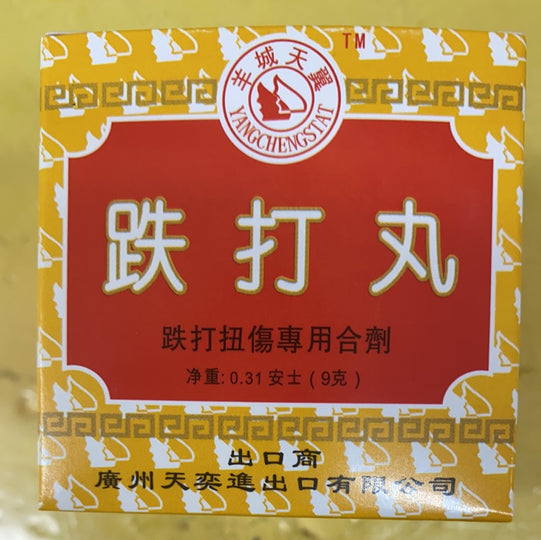 TM
羊城天翼
YANGCHENGSTAT
跌打丸
跌打扭傷專用合劑
净重: 0.31 安士 ( 9克 )
出口商
廣州天奕進出口有限公司